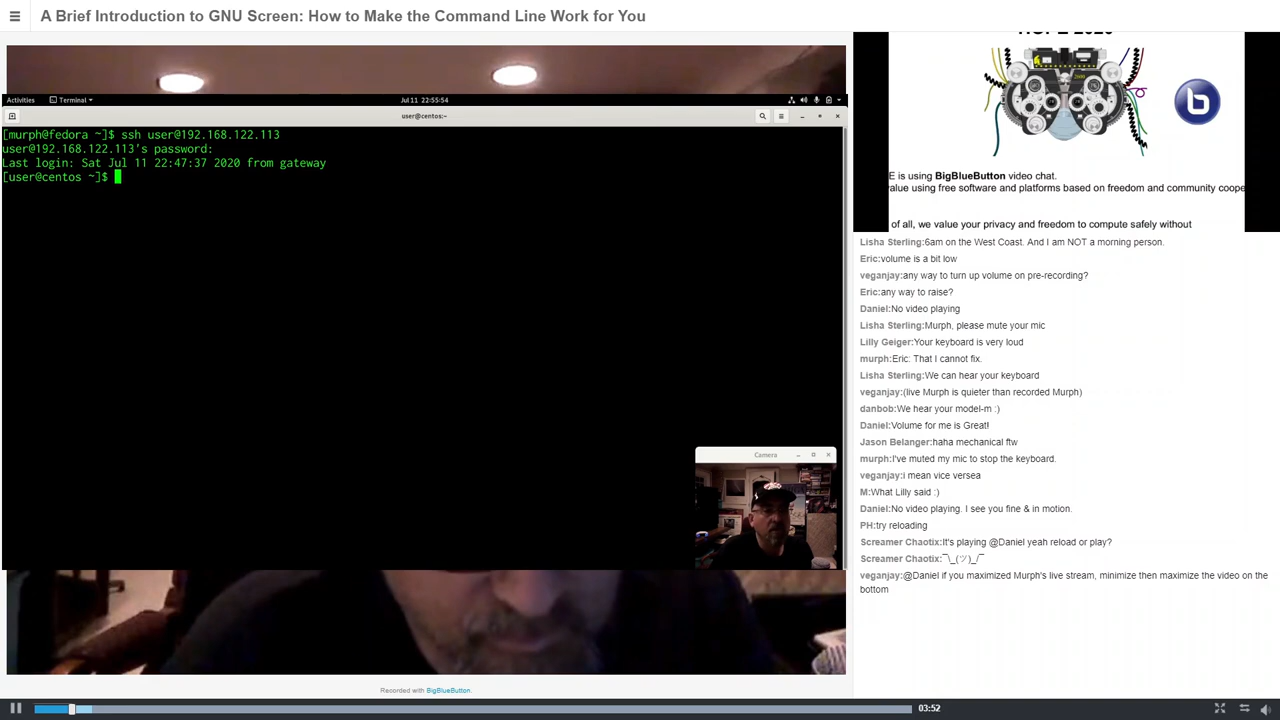 A Brief Introduction to GNU Screen: How to Make the Command Line Work for You
Activities
Terminal
Jul 11 22:55:54
user@centos:~
[murph@fedora ~]$ ssh user@192.168.122.113
user@192.168.122.113's password:
Last login: Sat Jul 11 22:47:37 2020 from gateway
[user@centos ~]$
Camera
Recorded with BigBlueButton.
HOPE 2020
b
E is using BigBlueButton video chat.
alue using free software and platforms based on freedom and community coope
of all, we value your privacy and freedom to compute safely without
Lisha Sterling:6am on the West Coast. And I am NOT a morning person.
Eric:volume is a bit low
veganjay:any way to turn up volume on pre-recording?
Eric:any way to raise?
Daniel:No video playing
Lisha Sterling:Murph, please mute your mic
Lilly Geiger:Your keyboard is very loud
murph:Eric: That I cannot fix.
Lisha Sterling:We can hear your keyboard
veganjay:(live Murph is quieter than recorded Murph)
danbob:We hear your model-m :)
Daniel:Volume for me is Great!
Jason Belanger:haha mechanical ftw
murph:I've muted my mic to stop the keyboard.
veganjay:i mean vice versea
M:What Lilly said :)
Daniel:No video playing. I see you fine & in motion.
PH:try reloading
Screamer Chaotix:It's playing @Daniel yeah reload or play?
Screamer Chaotix:¯\_(ツ)_/¯
veganjay:@Daniel if you maximized Murph's live stream, minimize then maximize the video on the
bottom
03:52